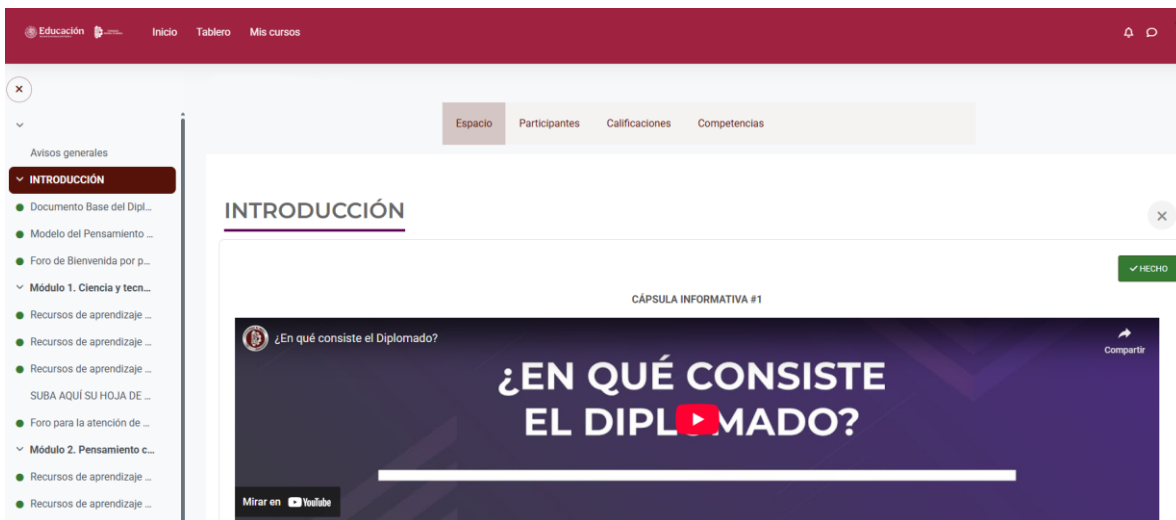 Educación
Inicio
Tablero
Mis cursos
Espacio
Participantes
Calificaciones
Competencias
Avisos generales
INTRODUCCIÓN
Documento Base del Dipl...
Modelo del Pensamiento ...
Foro de Bienvenida por p...
Módulo 1. Ciencia y tecn...
Recursos de aprendizaje ...
Recursos de aprendizaje ...
Recursos de aprendizaje ...
SUBA AQUÍ SU HOJA DE ...
Foro para la atención de ...
Módulo 2. Pensamiento c...
Recursos de aprendizaje ...
Recursos de aprendizaje ...
INTRODUCCIÓN
HECHO
CÁPSULA INFORMATIVA #1
¿En qué consiste el Diplomado?
Compartir
¿EN QUÉ CONSISTE
EL DIPLOMADO?
Mirar en YouTube